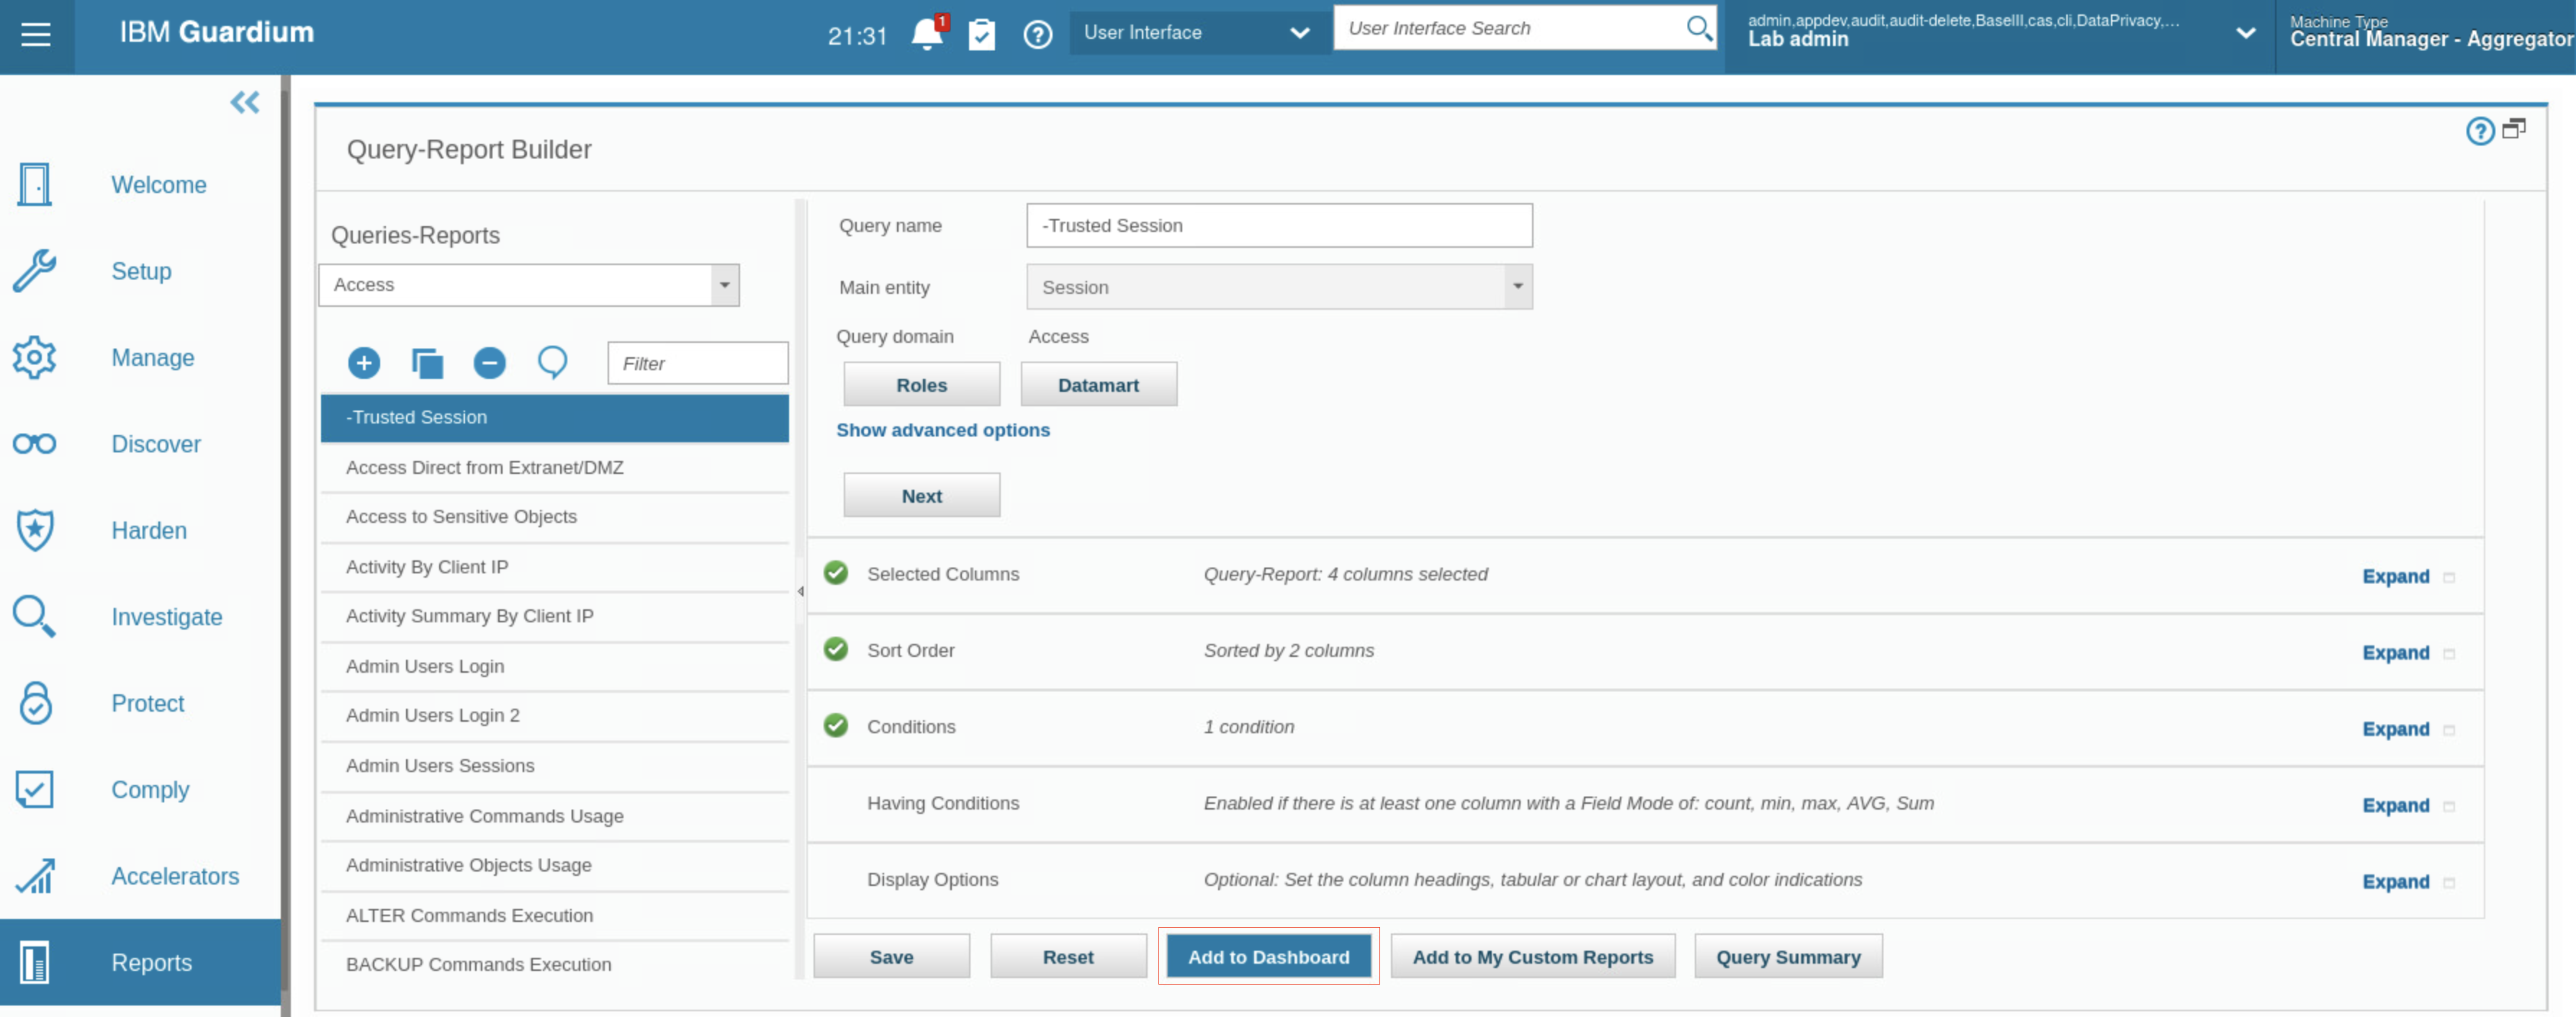 IBM Guardium
21:31
1
User Interface
User Interface Search
admin,appdev,audit,audit-delete,BaselII,cas,cli,DataPrivacy,...
Lab admin
Machine Type
Central Manager - Aggregator
Welcome
Setup
Manage
Discover
Harden
Investigate
Protect
Comply
Accelerators
Reports
Query-Report Builder
Queries-Reports
Access
Filter
-Trusted Session
Access Direct from Extranet/DMZ
Access to Sensitive Objects
Activity By Client IP
Activity Summary By Client IP
Admin Users Login
Admin Users Login 2
Admin Users Sessions
Administrative Commands Usage
Administrative Objects Usage
ALTER Commands Execution
BACKUP Commands Execution
Query name -Trusted Session
Main entity Session
Query domain Access
Roles Datamart
Show advanced options
Next
Selected Columns Query-Report: 4 columns selected Expand
Sort Order Sorted by 2 columns Expand
Conditions 1 condition Expand
Having Conditions Enabled if there is at least one column with a Field Mode of: count, min, max, AVG, Sum Expand
Display Options Optional: Set the column headings, tabular or chart layout, and color indications Expand
Save Reset Add to Dashboard Add to My Custom Reports Query Summary